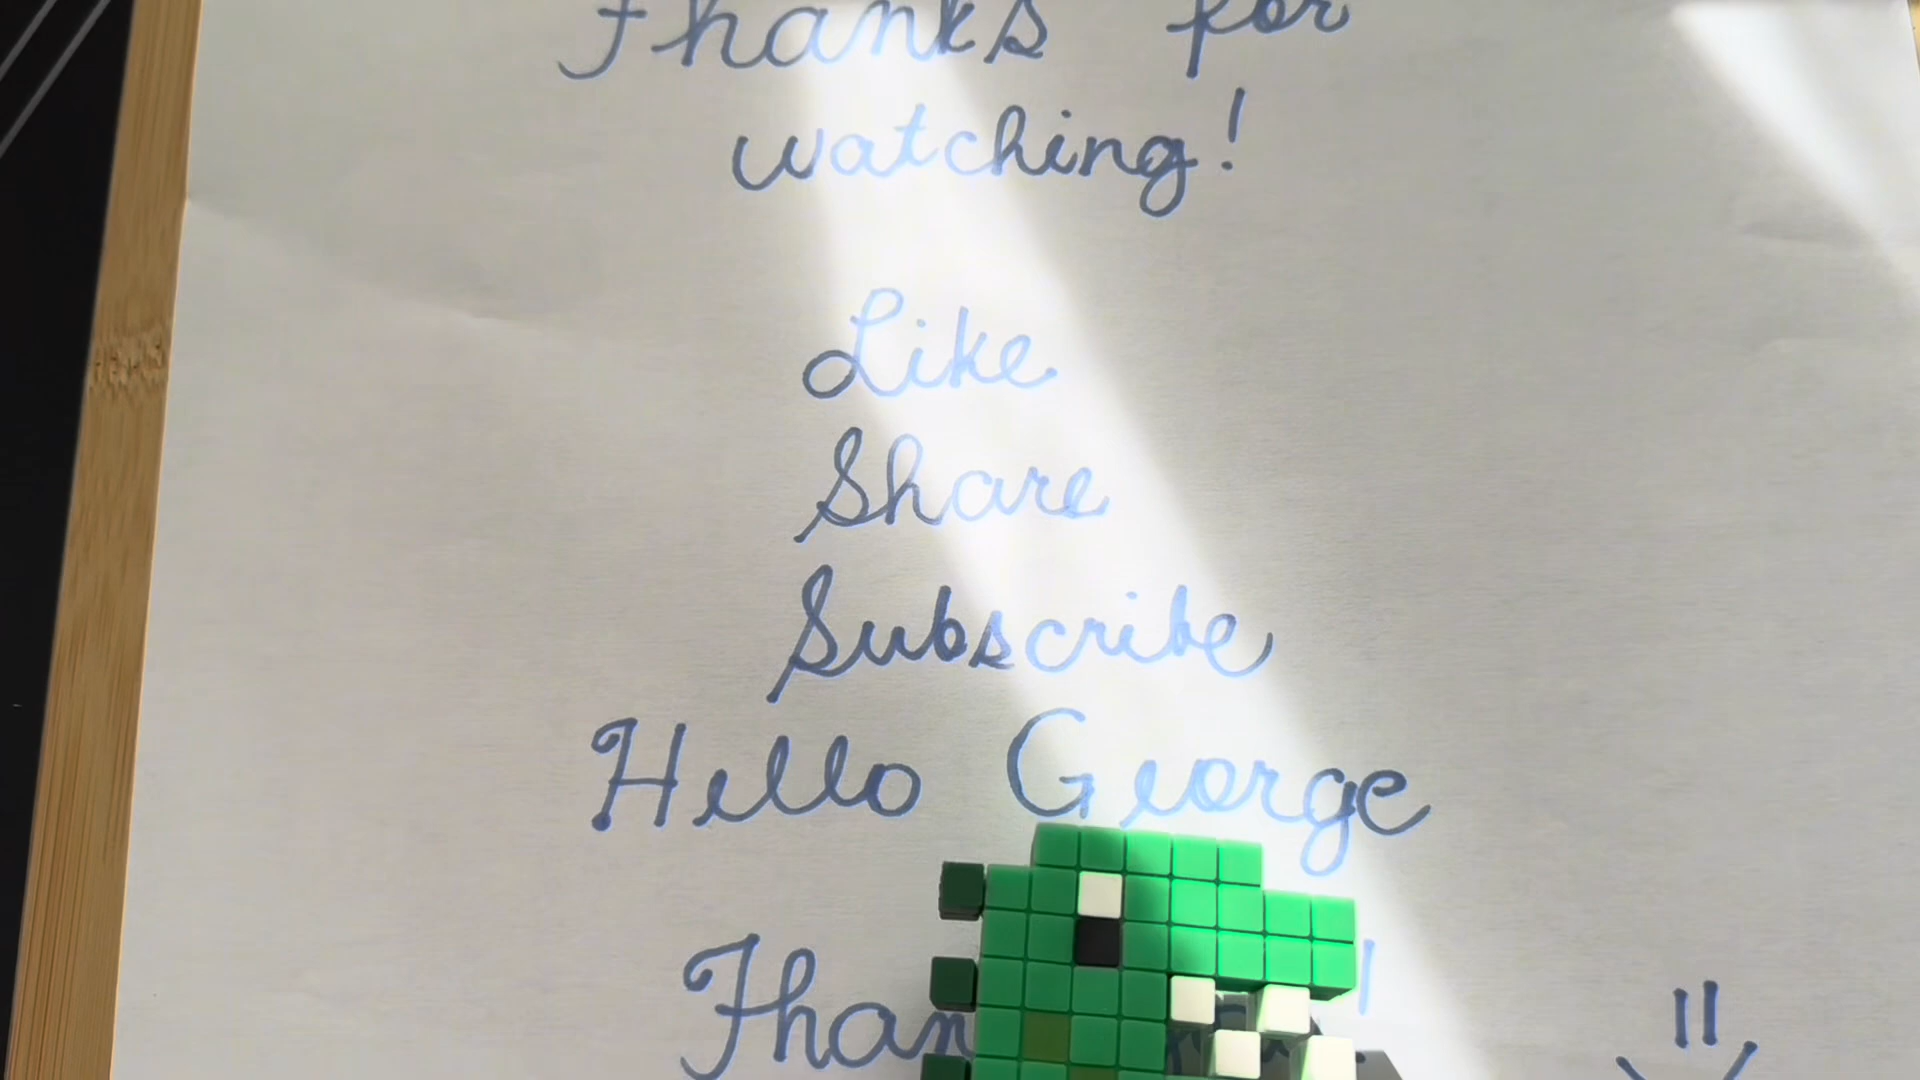 Thanks for
watching!
Like
Share
Subscribe
Hello George